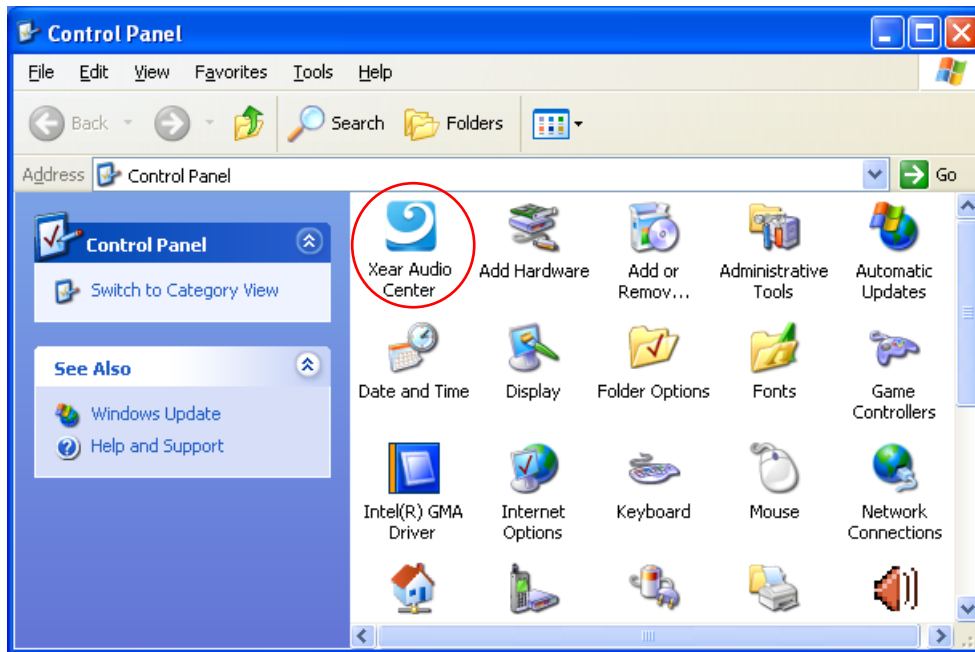 Control Panel
File Edit View Favorites Tools Help
Back Search Folders
Address Control Panel Go
Control Panel
Switch to Category View
See Also
Windows Update
Help and Support
Xear Audio
Center
Add Hardware
Add or
Remov...
Administrative
Tools
Automatic
Updates
Date and Time
Display
Folder Options
Fonts
Game
Controllers
Intel(R) GMA
Driver
Internet
Options
Keyboard
Mouse
Network
Connections